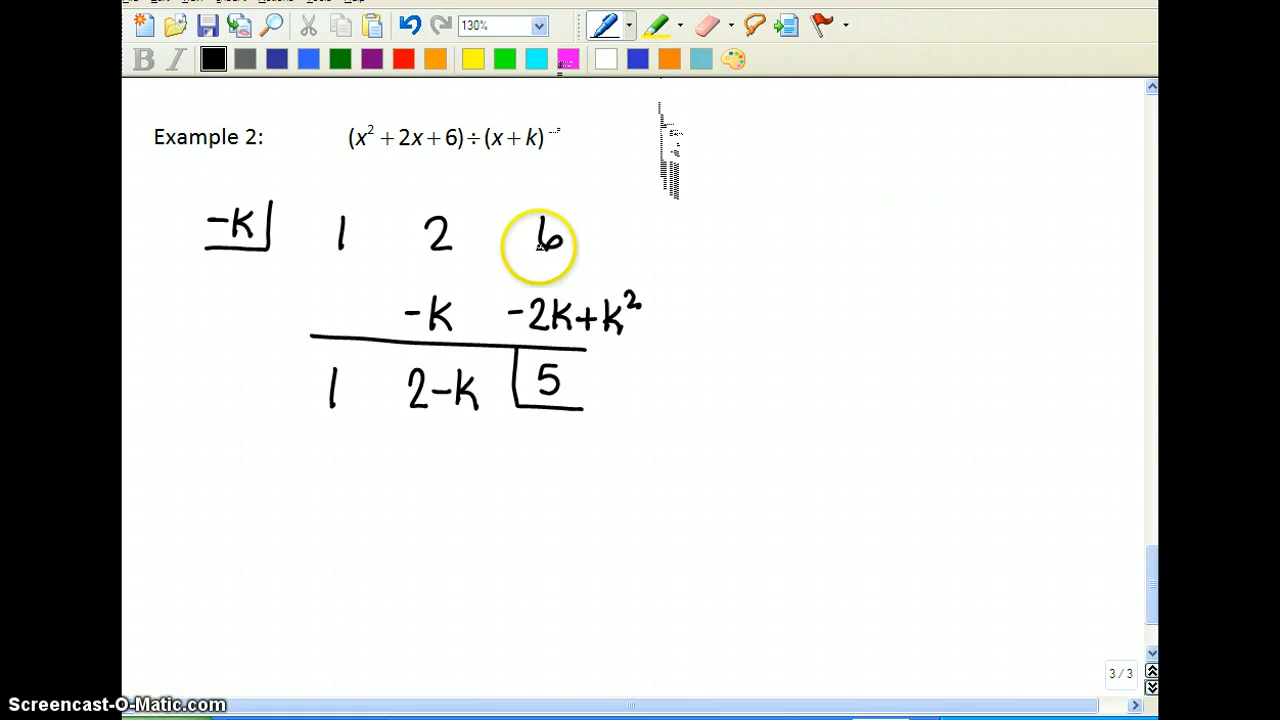 130%
B I
Example 2: (x² + 2x + 6) ÷ (x + k)
-k 1 2 6
-k -2k+k²
1 2-k 5
3 / 3
Screencast-O-Matic.com